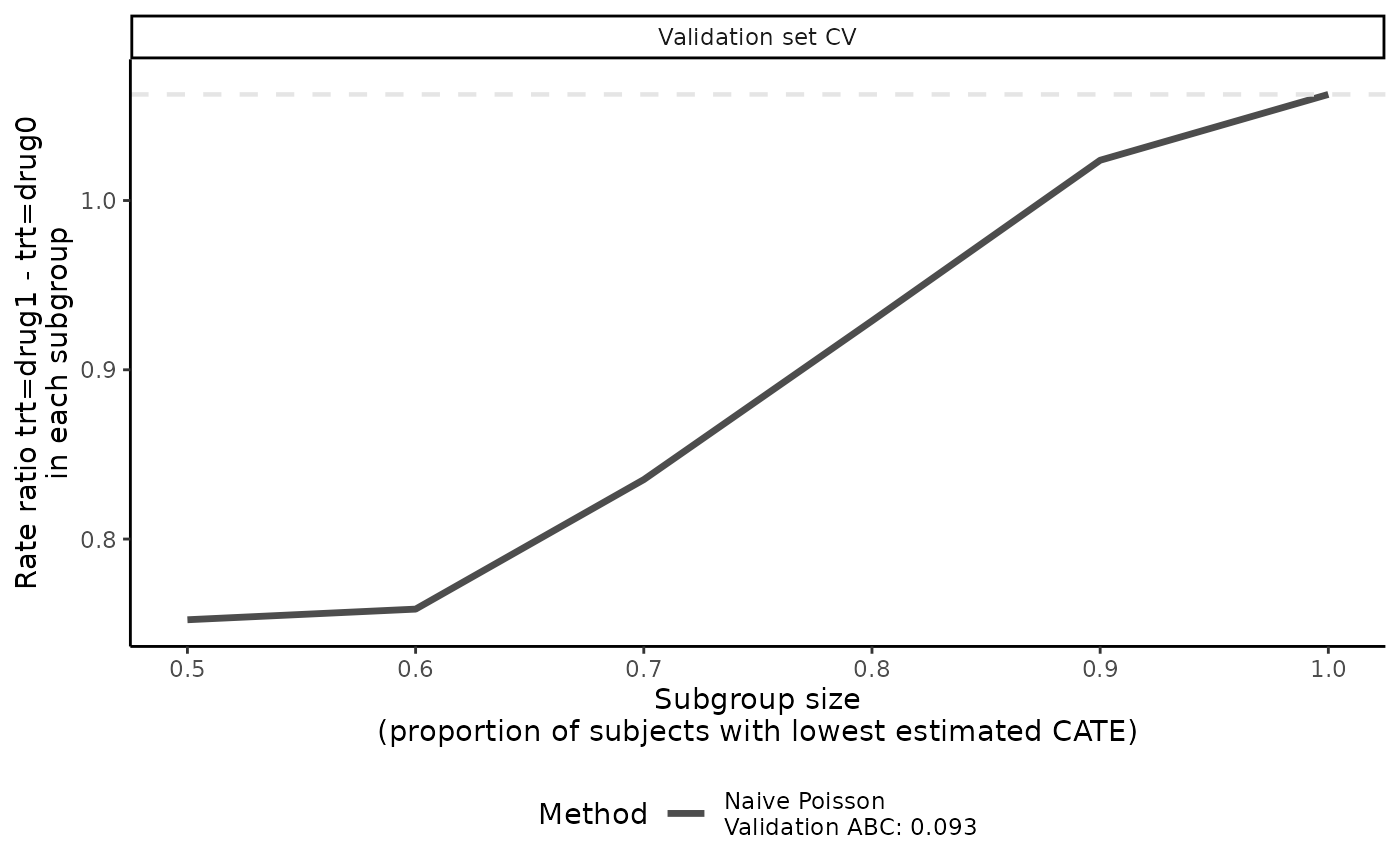 Validation set CV
Rate ratio trt=drug1 - trt=drug0
in each subgroup
1.0
0.9
0.8
0.5 0.6 0.7 0.8 0.9 1.0
Subgroup size
(proportion of subjects with lowest estimated CATE)
Method
Naive Poisson
Validation ABC: 0.093